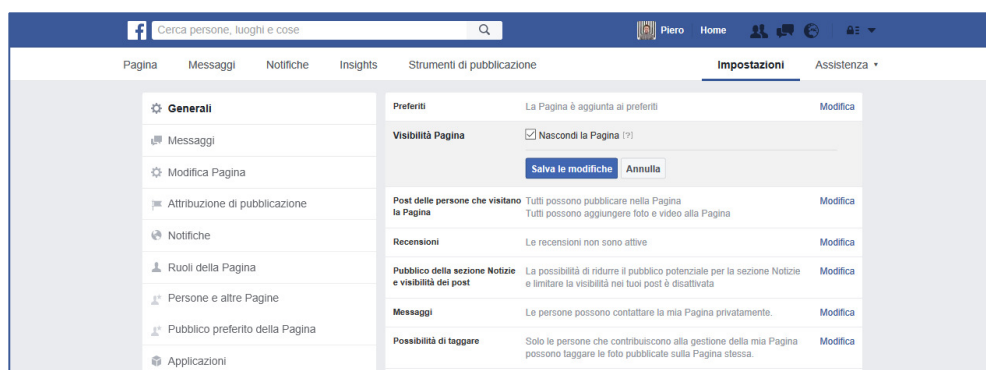 f Cerca persone, luoghi e cose Piero Home
Pagina Messaggi Notifiche Insights Strumenti di pubblicazione Impostazioni Assistenza
Generali
Messaggi
Modifica Pagina
Attribuzione di pubblicazione
Notifiche
Ruoli della Pagina
Persone e altre Pagine
Pubblico preferito della Pagina
Applicazioni
Preferiti La Pagina è aggiunta ai preferiti Modifica
Visibilità Pagina Nascondi la Pagina [?]
Salva le modifiche Annulla
Post delle persone che visitano Tutti possono pubblicare nella Pagina Modifica
la Pagina Tutti possono aggiungere foto e video alla Pagina
Recensioni Le recensioni non sono attive Modifica
Pubblico della sezione Notizie La possibilità di ridurre il pubblico potenziale per la sezione Notizie Modifica
e visibilità dei post e limitare la visibilità nei tuoi post è disattivata
Messaggi Le persone possono contattare la mia Pagina privatamente. Modifica
Possibilità di taggare Solo le persone che contribuiscono alla gestione della mia Pagina Modifica
possono taggare le foto pubblicate sulla Pagina stessa.